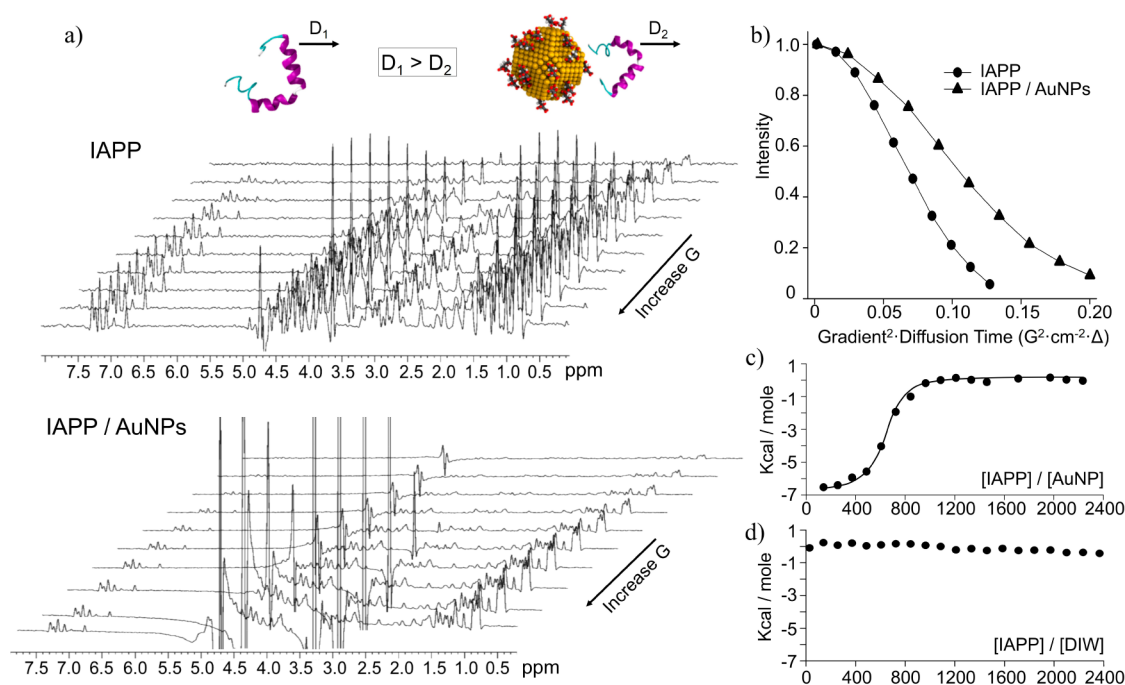 a)
D1
D1 > D2
D2
IAPP
Increase G
7.5 7.0 6.5 6.0 5.5 5.0 4.5 4.0 3.5 3.0 2.5 2.0 1.5 1.0 0.5 ppm
IAPP / AuNPs
Increase G
7.5 7.0 6.5 6.0 5.5 5.0 4.5 4.0 3.5 3.0 2.5 2.0 1.5 1.0 0.5 ppm
b)
IAPP
IAPP / AuNPs
Intensity
1.0
0.8
0.6
0.4
0.2
0
0 0.05 0.10 0.15 0.20
Gradient²·Diffusion Time (G²·cm⁻²·Δ)
c)
Kcal / mole
1
-1
-3
-5
-7
[IAPP] / [AuNP]
0 400 800 1200 1600 2000 2400
d)
Kcal / mole
1
-1
-3
-5
-7
[IAPP] / [DIW]
0 400 800 1200 1600 2000 2400